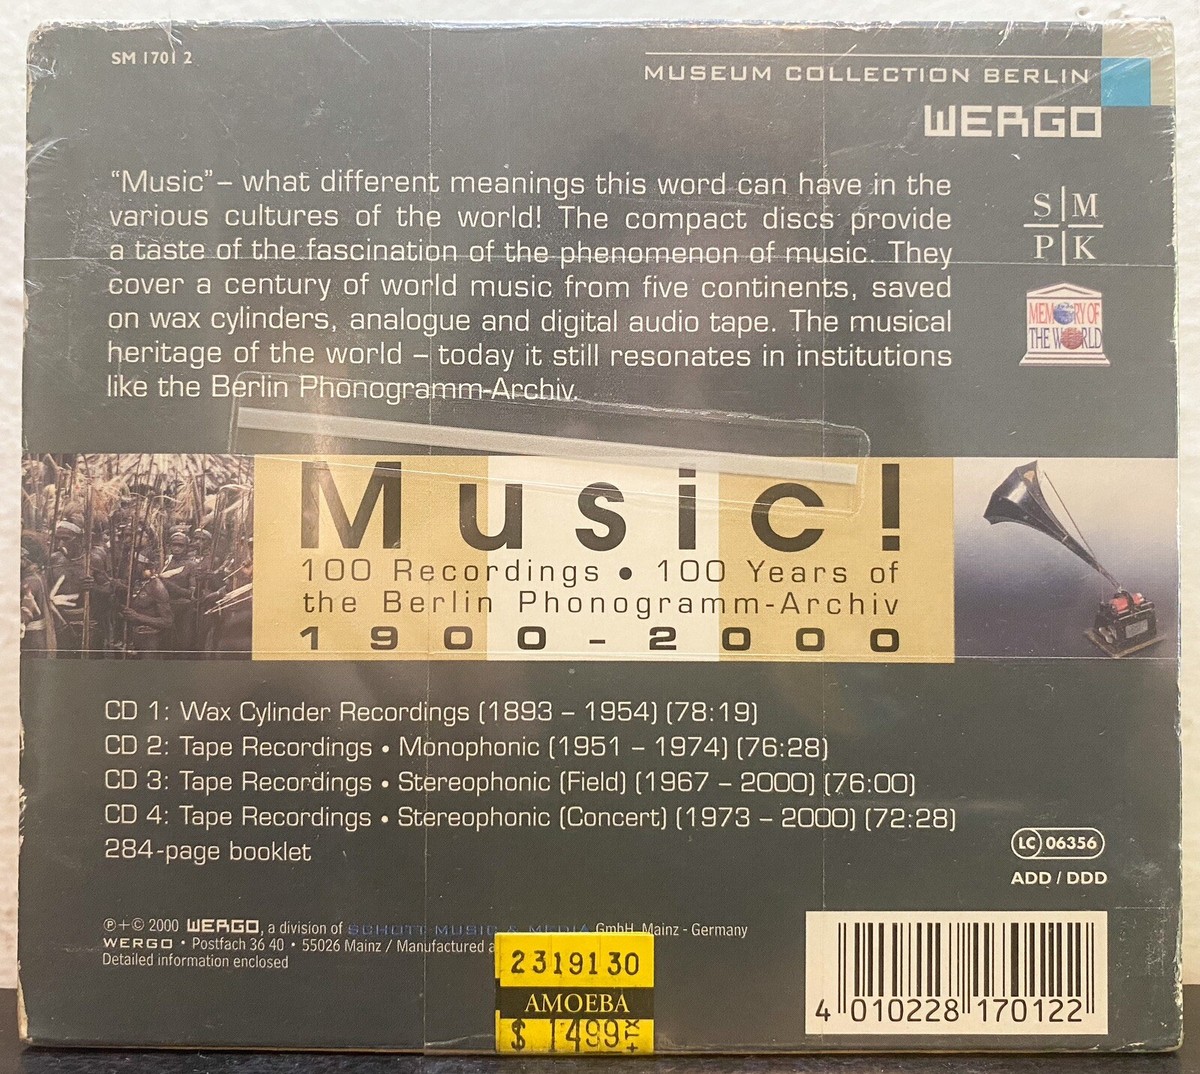 SM 1701 2
MUSEUM COLLECTION BERLIN
WERGO
“Music” – what different meanings this word can have in the
various cultures of the world! The compact discs provide
a taste of the fascination of the phenomenon of music. They
cover a century of world music from five continents, saved
on wax cylinders, analogue and digital audio tape. The musical
heritage of the world – today it still resonates in institutions
like the Berlin Phonogramm-Archiv.
S M
P K
MEMORY OF
THE WORLD
Music!
100 Recordings • 100 Years of
the Berlin Phonogramm-Archiv
1900-2000
CD 1: Wax Cylinder Recordings (1893 – 1954) (78:19)
CD 2: Tape Recordings • Monophonic (1951 – 1974) (76:28)
CD 3: Tape Recordings • Stereophonic (Field) (1967 – 2000) (76:00)
CD 4: Tape Recordings • Stereophonic (Concert) (1973 – 2000) (72:28)
284-page booklet
LC 06356
ADD / DDD
℗+© 2000 WERGO, a division of SCHOTT MUSIC & MEDIA GmbH, Mainz - Germany
WERGO • Postfach 36 40 • 55026 Mainz / Manufactured a
Detailed information enclosed
2319130
AMOEBA
$ 1499 +TX
4 010228 170122